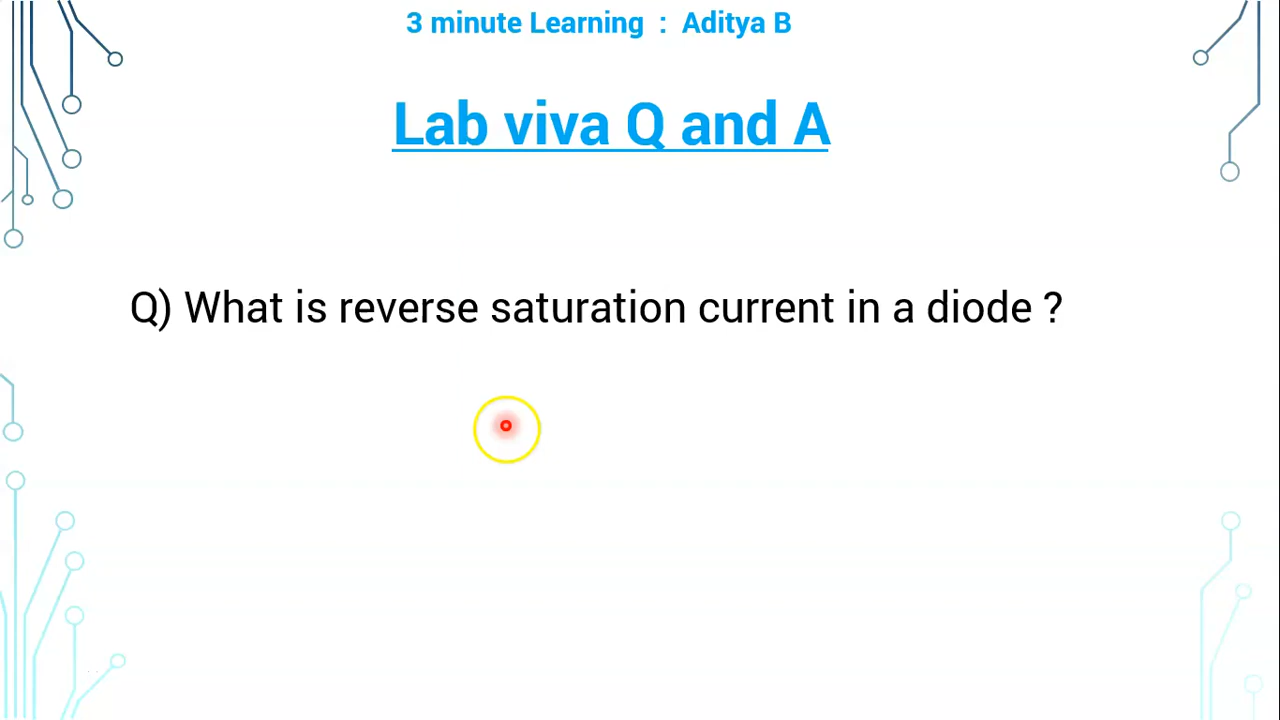 3 minute Learning : Aditya B
Lab viva Q and A
Q) What is reverse saturation current in a diode ?